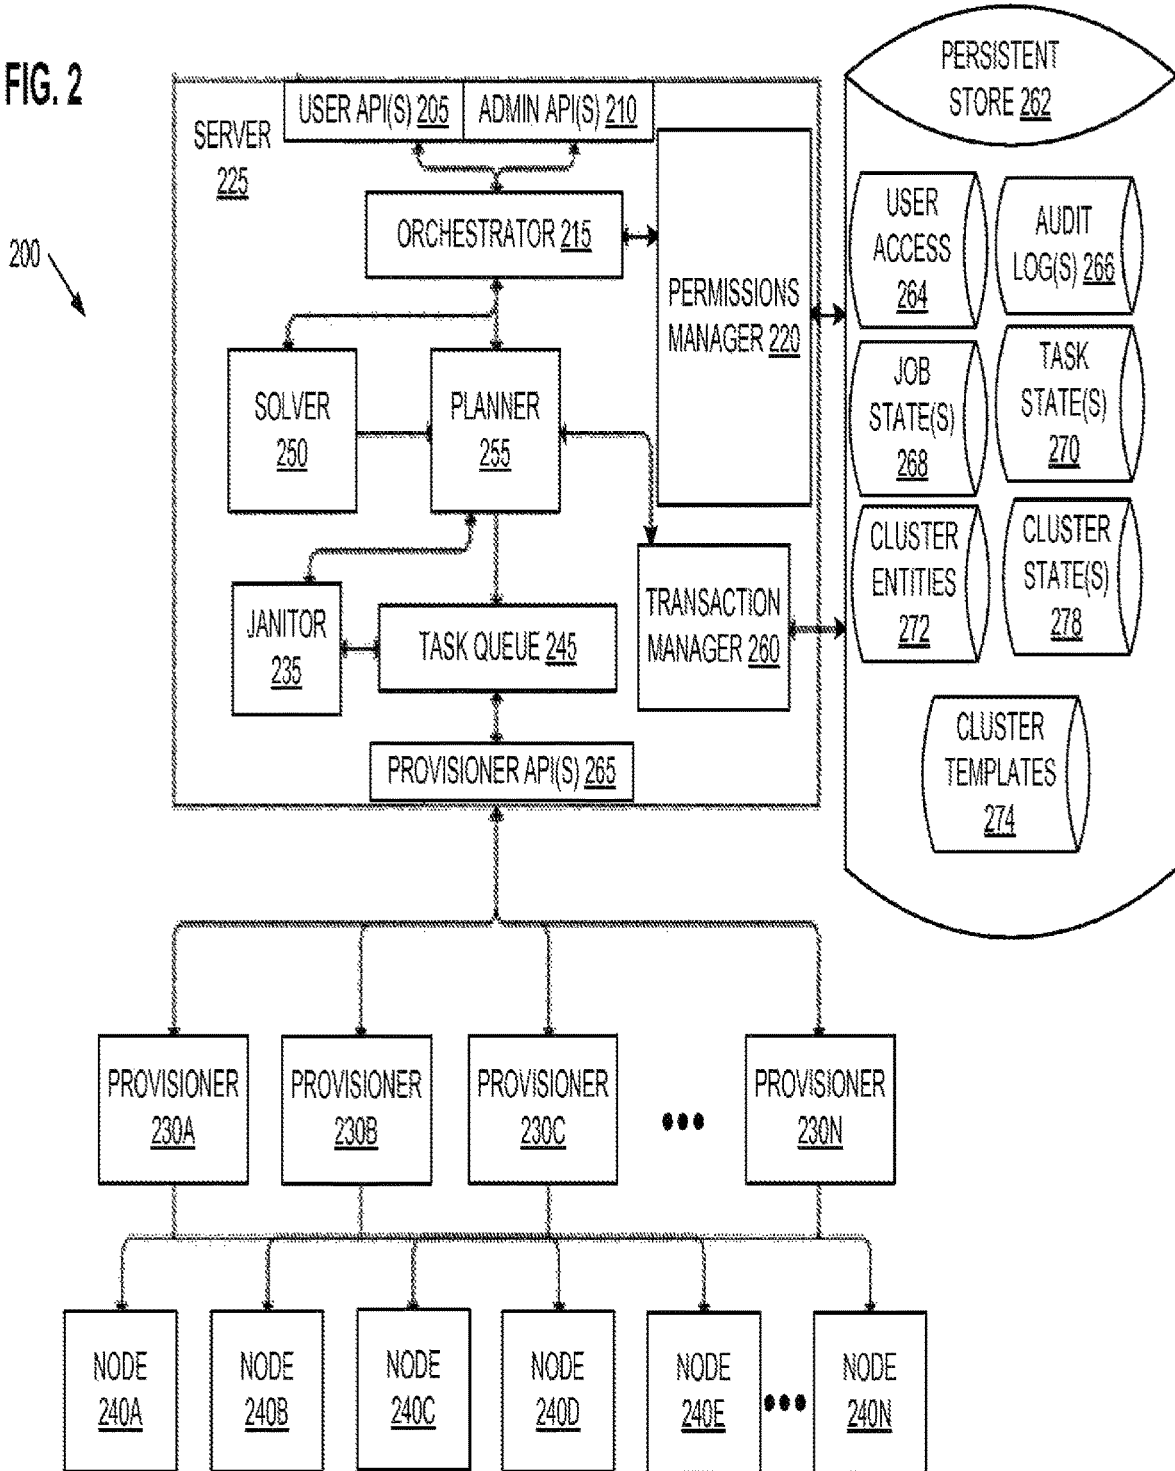 FIG. 2
200
SERVER
225
USER API(S) 205
ADMIN API(S) 210
ORCHESTRATOR 215
PERMISSIONS
MANAGER 220
SOLVER
250
PLANNER
255
JANITOR
235
TASK QUEUE 245
TRANSACTION
MANAGER 260
PROVISIONER API(S) 265
PERSISTENT
STORE 262
USER
ACCESS
264
AUDIT
LOG(S) 266
JOB
STATE(S)
268
TASK
STATE(S)
270
CLUSTER
ENTITIES
272
CLUSTER
STATE(S)
278
CLUSTER
TEMPLATES
274
PROVISIONER
230A
PROVISIONER
230B
PROVISIONER
230C
•••
PROVISIONER
230N
NODE
240A
NODE
240B
NODE
240C
NODE
240D
NODE
240E
•••
NODE
240N